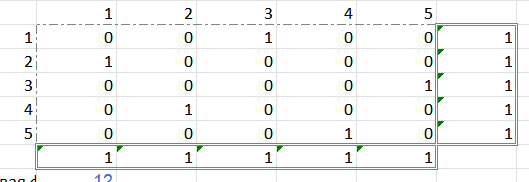 1 2 3 4 5
1 0 0 1 0 0 1
2 1 0 0 0 0 1
3 0 0 0 0 1 1
4 0 1 0 0 0 1
5 0 0 0 1 0 1
1 1 1 1 1
12